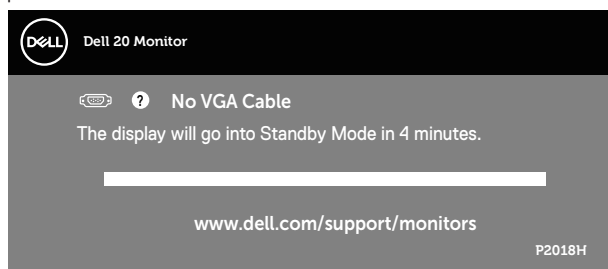 DELL
Dell 20 Monitor
? No VGA Cable
The display will go into Standby Mode in 4 minutes.
www.dell.com/support/monitors
P2018H